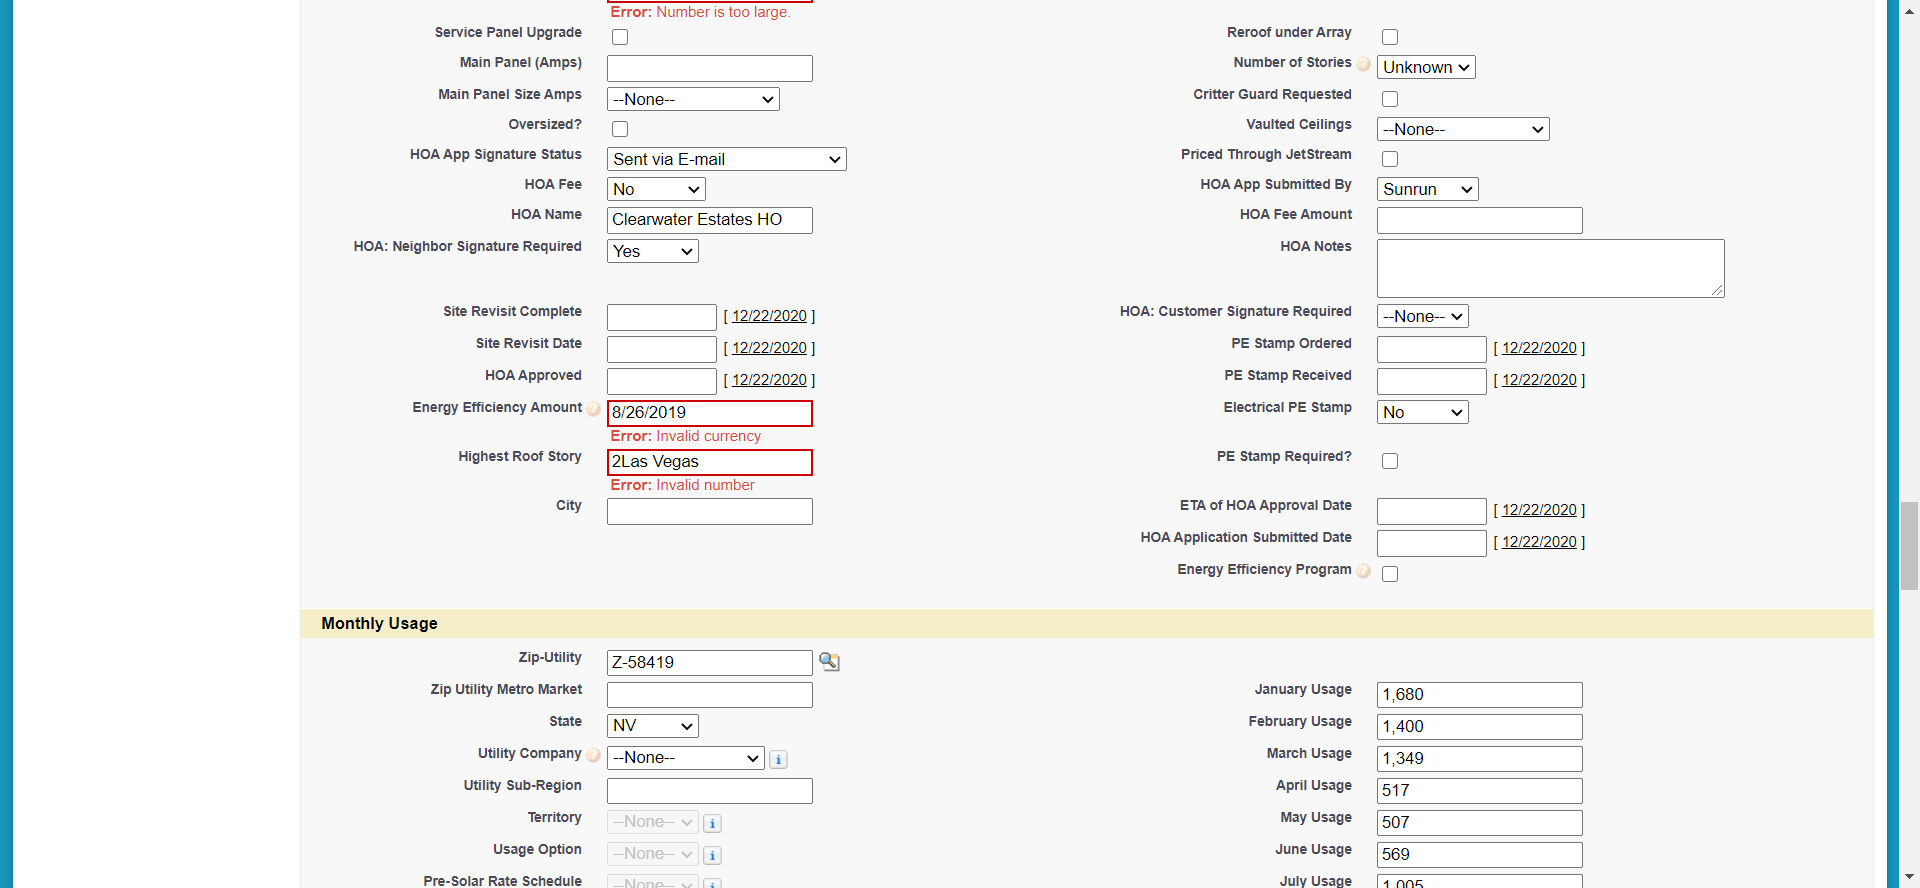 Error: Number is too large.
Service Panel Upgrade
Reroof under Array
Main Panel (Amps)
Number of Stories ? Unknown
Main Panel Size Amps --None--
Critter Guard Requested
Oversized?
Vaulted Ceilings --None--
HOA App Signature Status Sent via E-mail
Priced Through JetStream
HOA Fee No
HOA App Submitted By Sunrun
HOA Name Clearwater Estates HO
HOA Fee Amount
HOA: Neighbor Signature Required Yes
HOA Notes
Site Revisit Complete [ 12/22/2020 ]
HOA: Customer Signature Required --None--
Site Revisit Date [ 12/22/2020 ]
PE Stamp Ordered [ 12/22/2020 ]
HOA Approved [ 12/22/2020 ]
PE Stamp Received [ 12/22/2020 ]
Energy Efficiency Amount ? 8/26/2019
Error: Invalid currency
Electrical PE Stamp No
Highest Roof Story 2Las Vegas
Error: Invalid number
PE Stamp Required?
City
ETA of HOA Approval Date [ 12/22/2020 ]
HOA Application Submitted Date [ 12/22/2020 ]
Energy Efficiency Program ?
Monthly Usage
Zip-Utility Z-58419
Zip Utility Metro Market
January Usage 1,680
State NV
February Usage 1,400
Utility Company ? --None-- i
March Usage 1,349
Utility Sub-Region
April Usage 517
Territory --None-- i
May Usage 507
Usage Option --None-- i
June Usage 569
Pre-Solar Rate Schedule --None-- i
July Usage 1,005